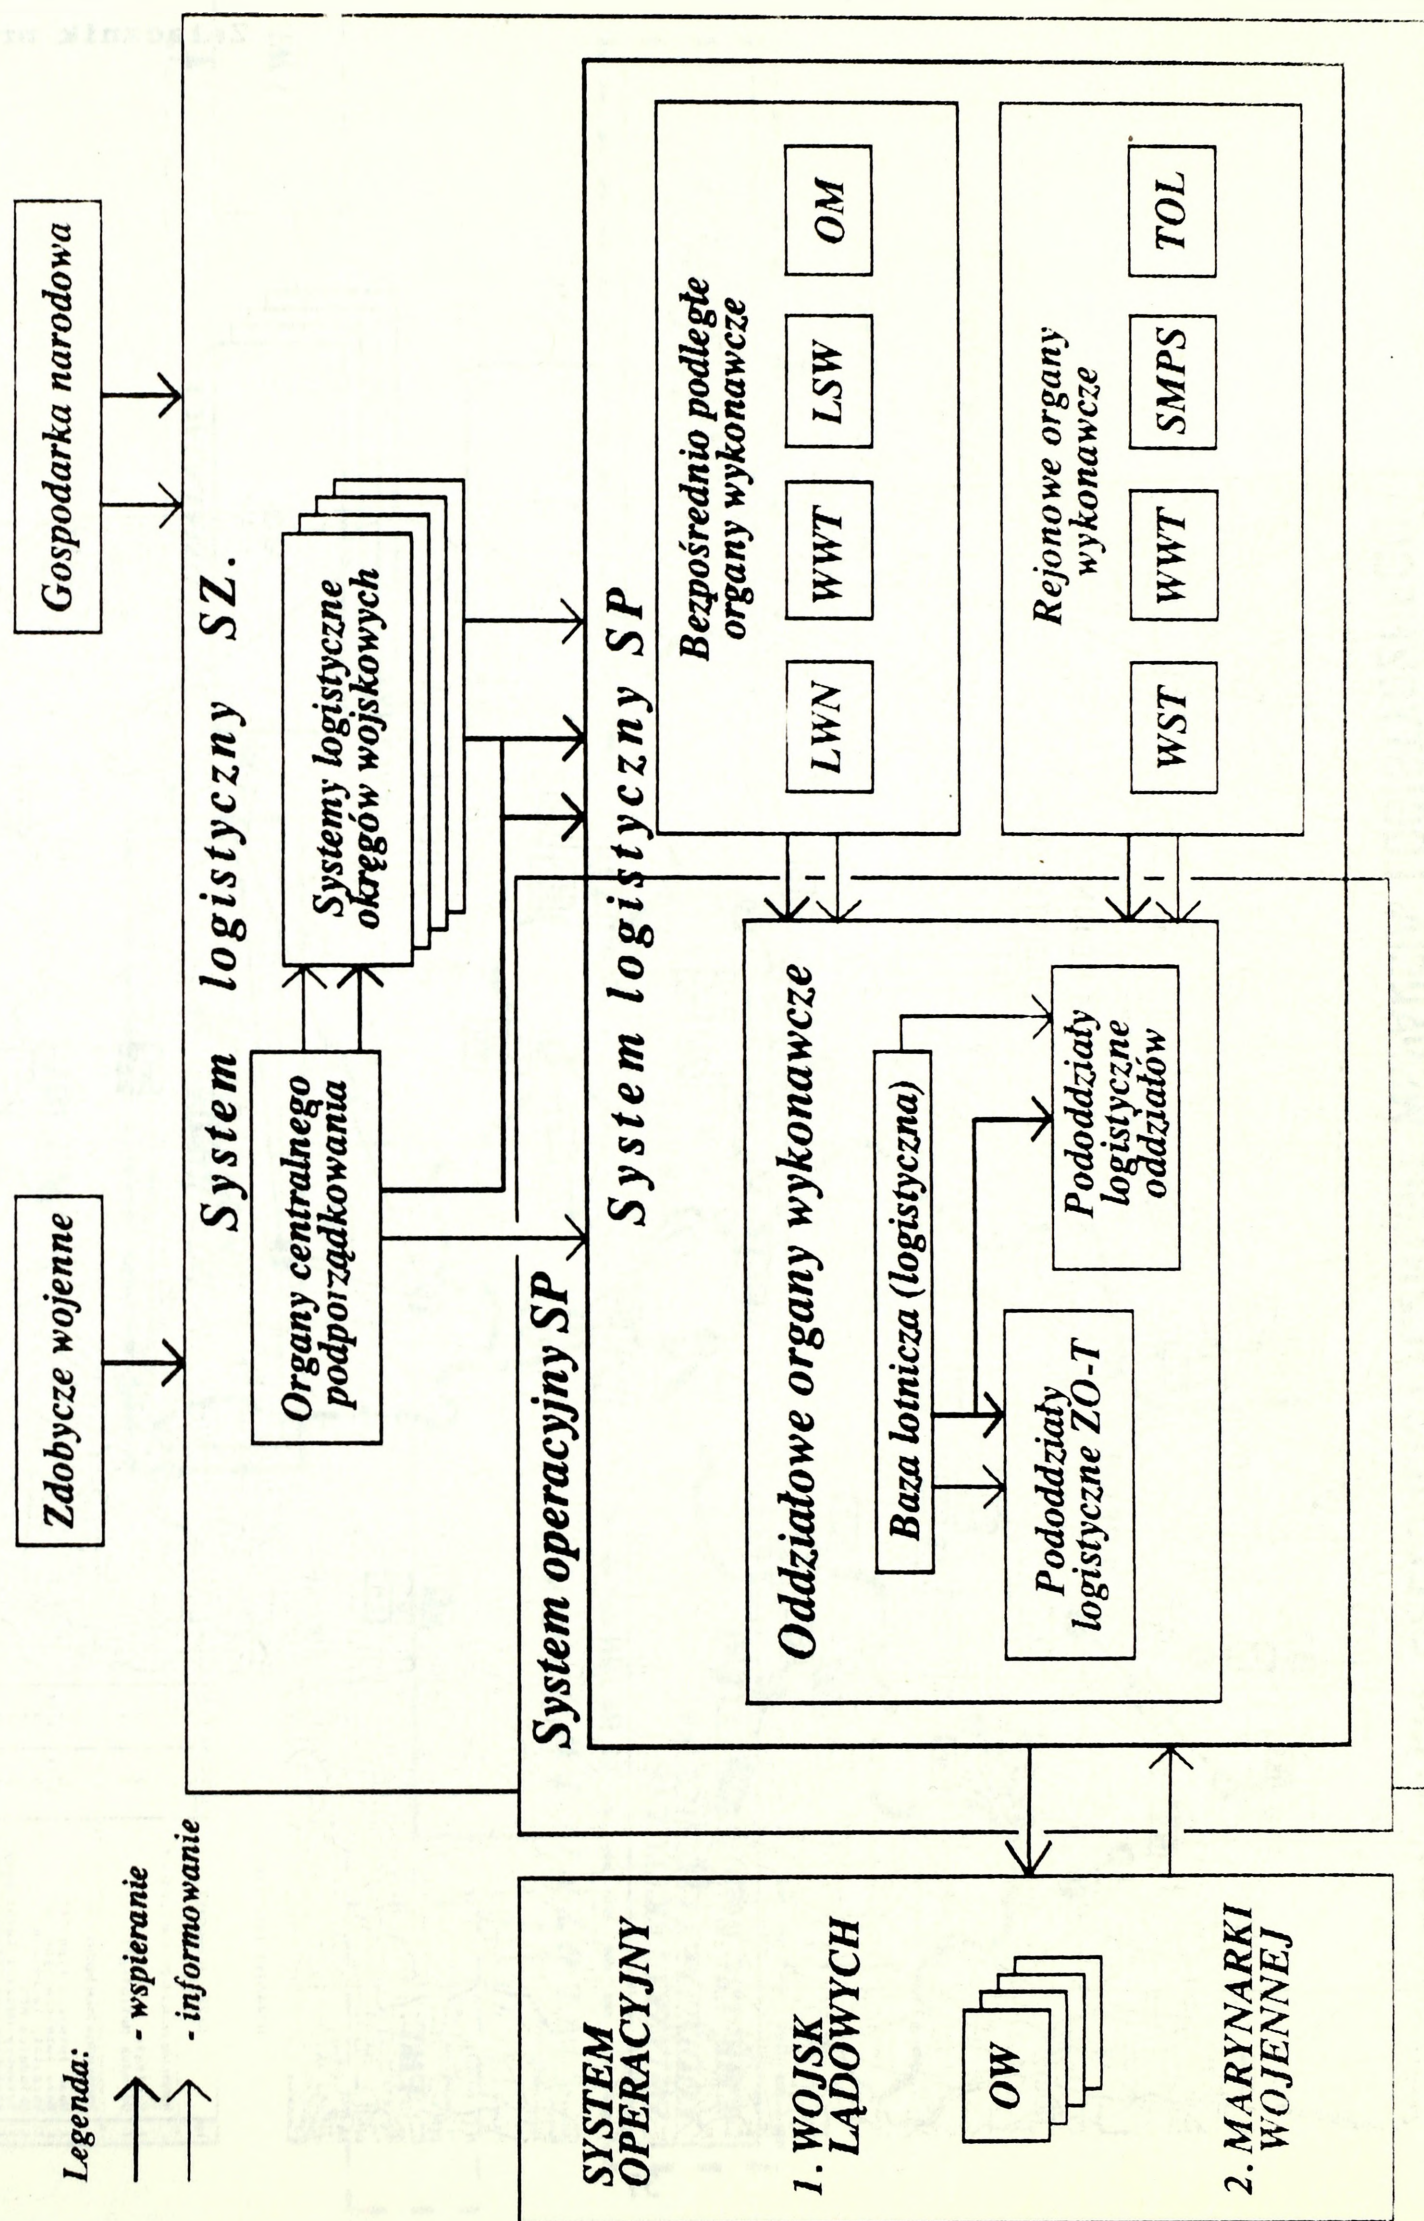 Zdobycze wojenne
Gospodarka narodowa
Legenda:
- wspieranie
- informowanie
System logistyczny SZ.
Organy centralnego
podporządkowania
Systemy logistyczne
okręgów wojskowych
System operacyjny SP
System logistyczny SP
Oddziałowe organy wykonawcze
Baza lotnicza (logistyczna)
Pododdziały
logistyczne ZO-T
Pododdziały
logistyczne
oddziałów
Bezpośrednio podległe
organy wykonawcze
LWN
WWT
LSW
OM
Rejonowe organy
wykonawcze
WST
WWT
SMPS
TOL
SYSTEM
OPERACYJNY
1. WOJSK
LĄDOWYCH
OW
2. MARYNARKI
WOJENNEJ